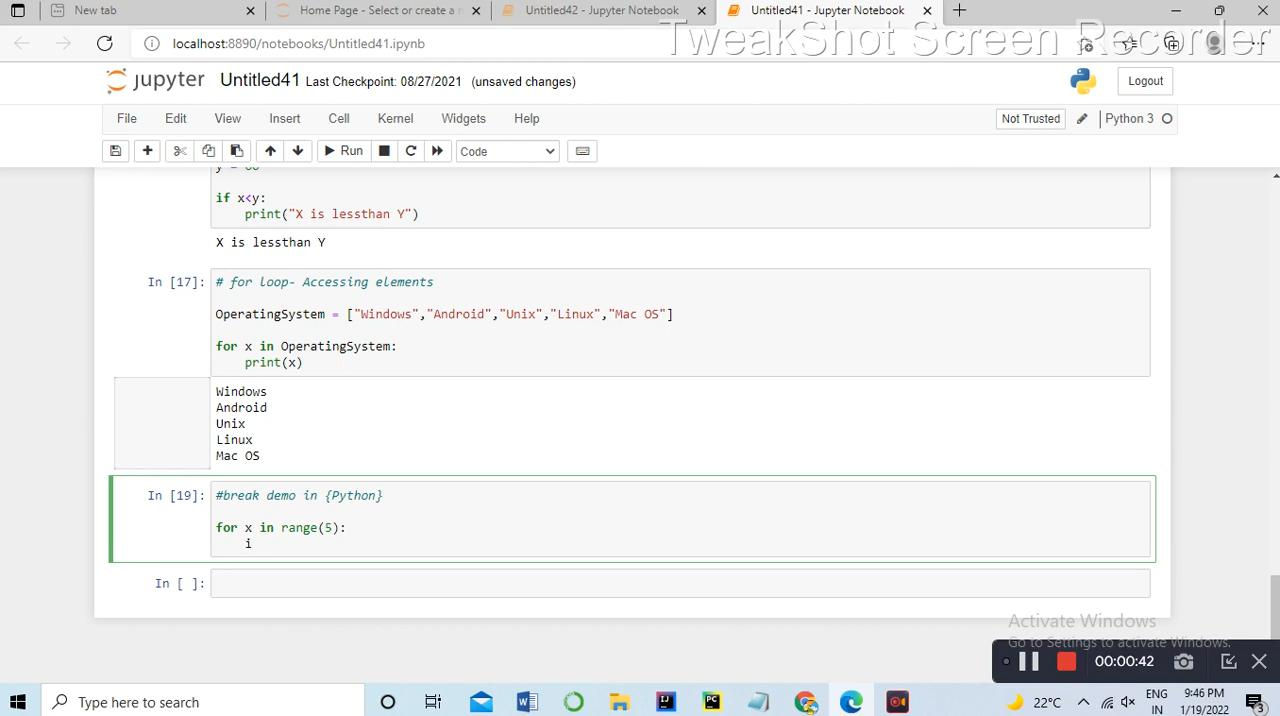 New tab
Home Page - Select or create a n
Untitled42 - Jupyter Notebook
Untitled41 - Jupyter Notebook
TweakShot Screen Recorder
localhost:8890/notebooks/Untitled41.ipynb
jupyter Untitled41 Last Checkpoint: 08/27/2021 (unsaved changes)
Logout
File Edit View Insert Cell Kernel Widgets Help
Not Trusted
Python 3
Run
Code
if x<y:
print("X is lessthan Y")
X is lessthan Y
In [17]: # for loop- Accessing elements
OperatingSystem = ["Windows","Android","Unix","Linux","Mac OS"]
for x in OperatingSystem:
print(x)
Windows
Android
Unix
Linux
Mac OS
In [19]: #break demo in {Python}
for x in range(5):
i
In [ ]:
Activate Windows
Go to Settings to activate Windows.
00:00:42
Type here to search
22°C
ENG
IN
9:46 PM
1/19/2022
3